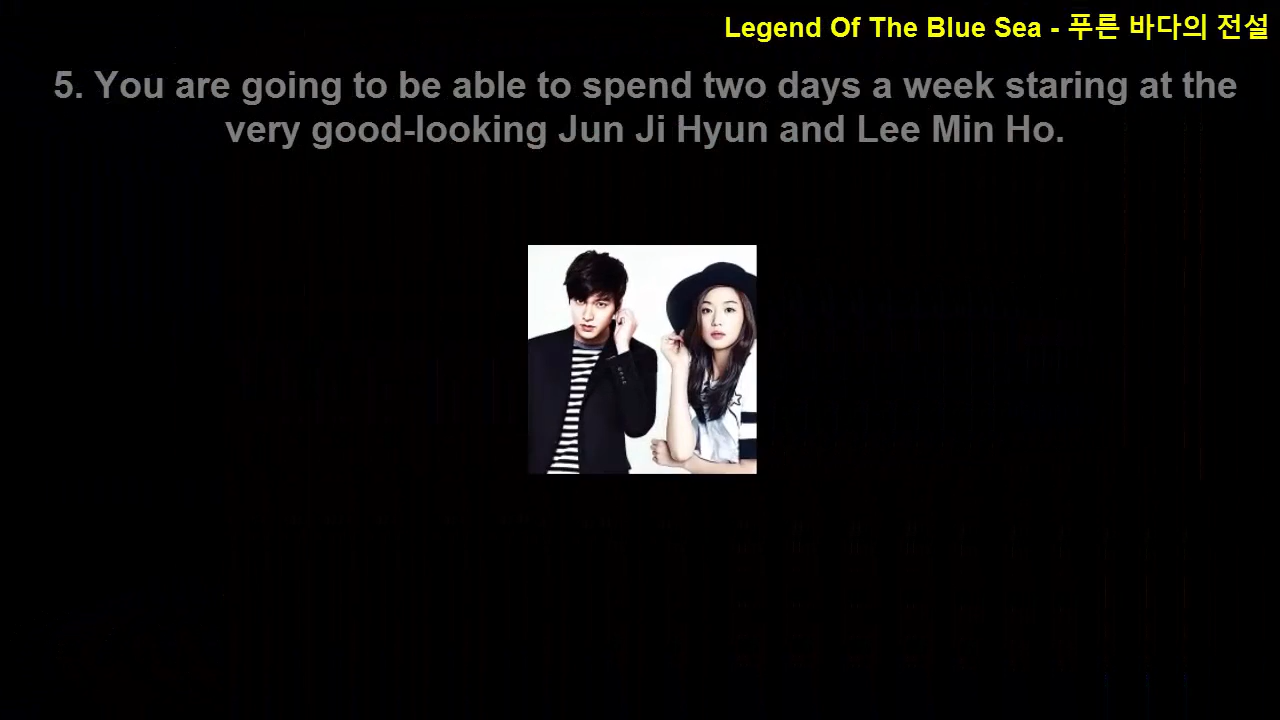 Legend Of The Blue Sea - 푸른 바다의 전설
5. You are going to be able to spend two days a week staring at the
very good-looking Jun Ji Hyun and Lee Min Ho.